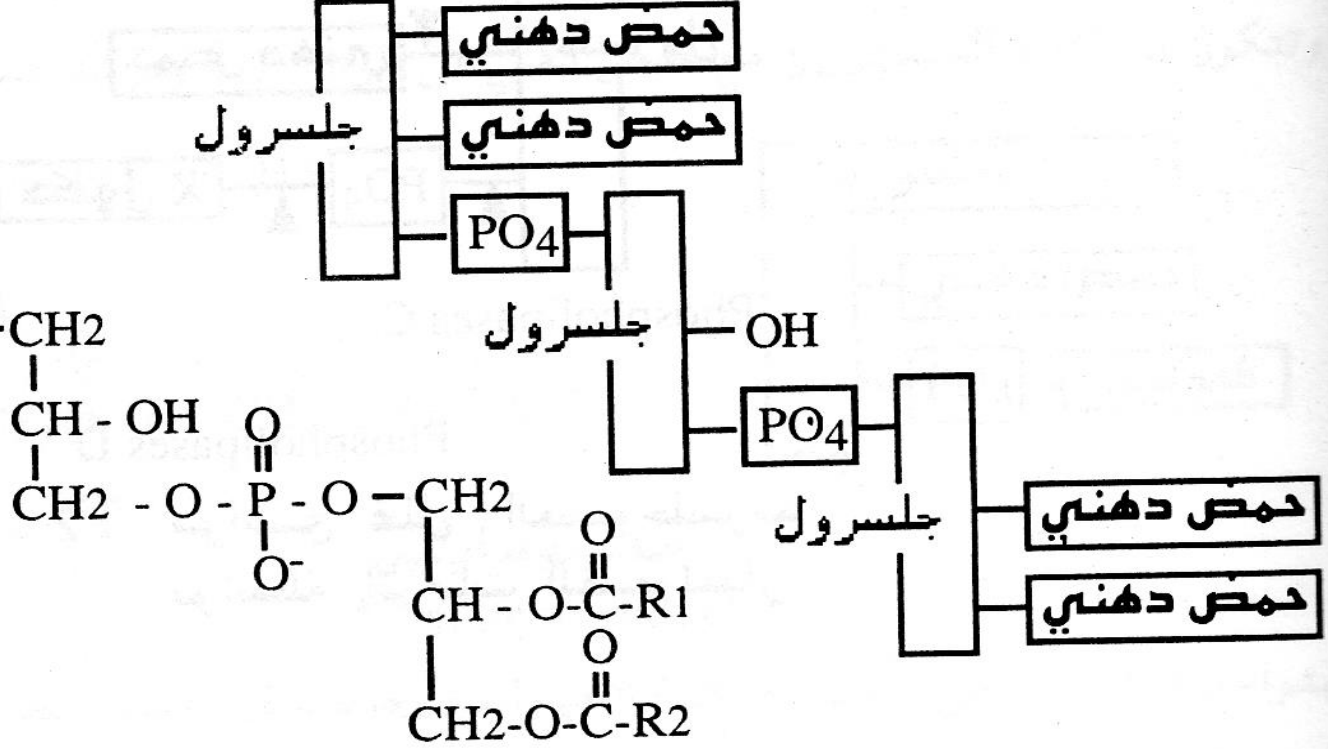 حمض دهني
حمض دهني
جلسرول
PO4
جلسرول
OH
PO4
جلسرول
حمض دهني
حمض دهني
-CH2
CH - OH
O
CH2 - O - P - O - CH2
O-
O
CH - O-C-R1
O
CH2-O-C-R2